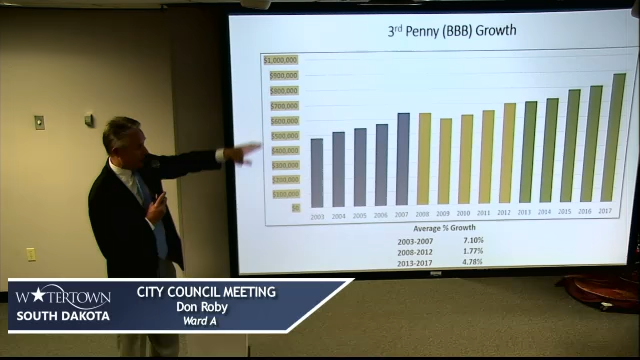 3rd Penny (BBB) Growth
$1,000,000
$900,000
$800,000
$700,000
$600,000
$500,000
$400,000
$300,000
$200,000
$100,000
$0
2003 2004 2005 2006 2007 2008 2009 2010 2011 2012 2013 2014 2015 2016 2017
Average % Growth
2003-2007 7.10%
2008-2012 1.77%
2013-2017 4.78%
WATERTOWN
SOUTH DAKOTA
CITY COUNCIL MEETING
Don Roby
Ward A